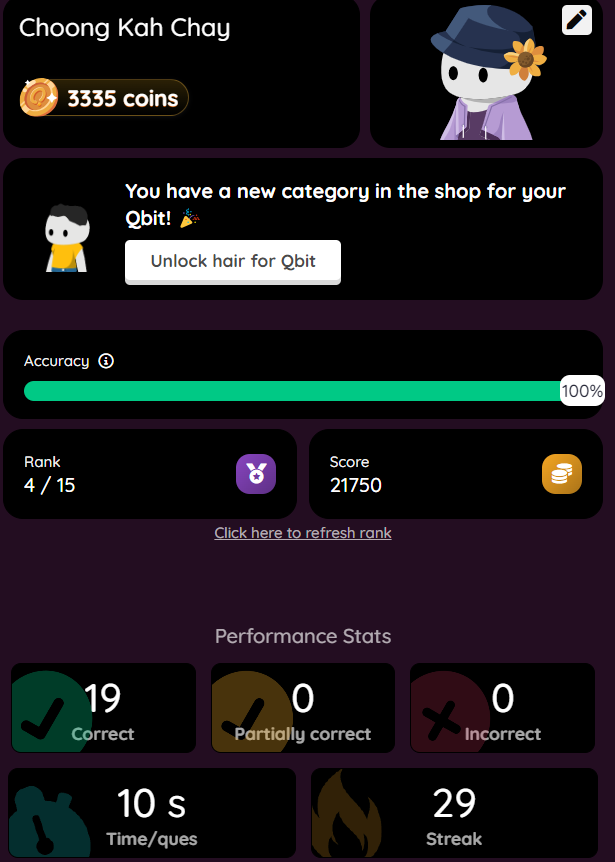 Choong Kah Chay
3335 coins
You have a new category in the shop for your
Qbit! 🎉
Unlock hair for Qbit
Accuracy
100%
Rank
4 / 15
Score
21750
Click here to refresh rank
Performance Stats
19
Correct
0
Partially correct
0
Incorrect
10 s
Time/ques
29
Streak